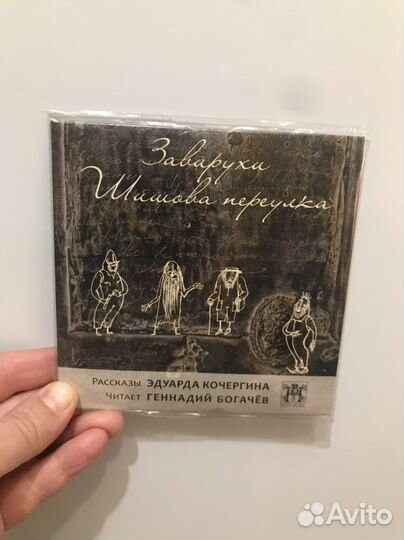 Заварухи
Шишова переулка
Рассказы Эдуарда Кочергина
Читает Геннадий Богачёв
Avito